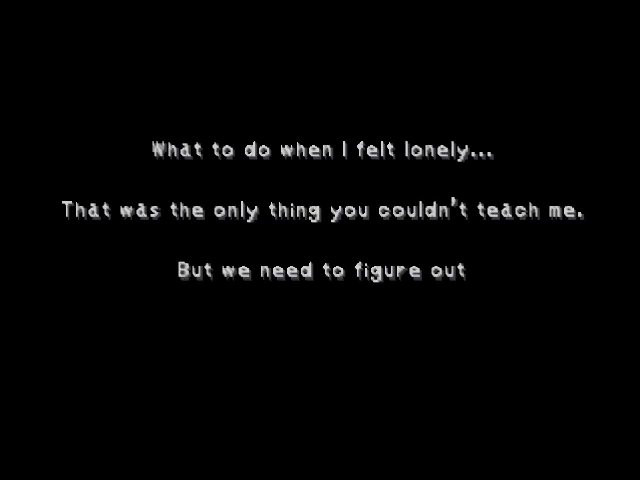 What to do when I felt lonely...
That was the only thing you couldn't teach me.
But we need to figure out